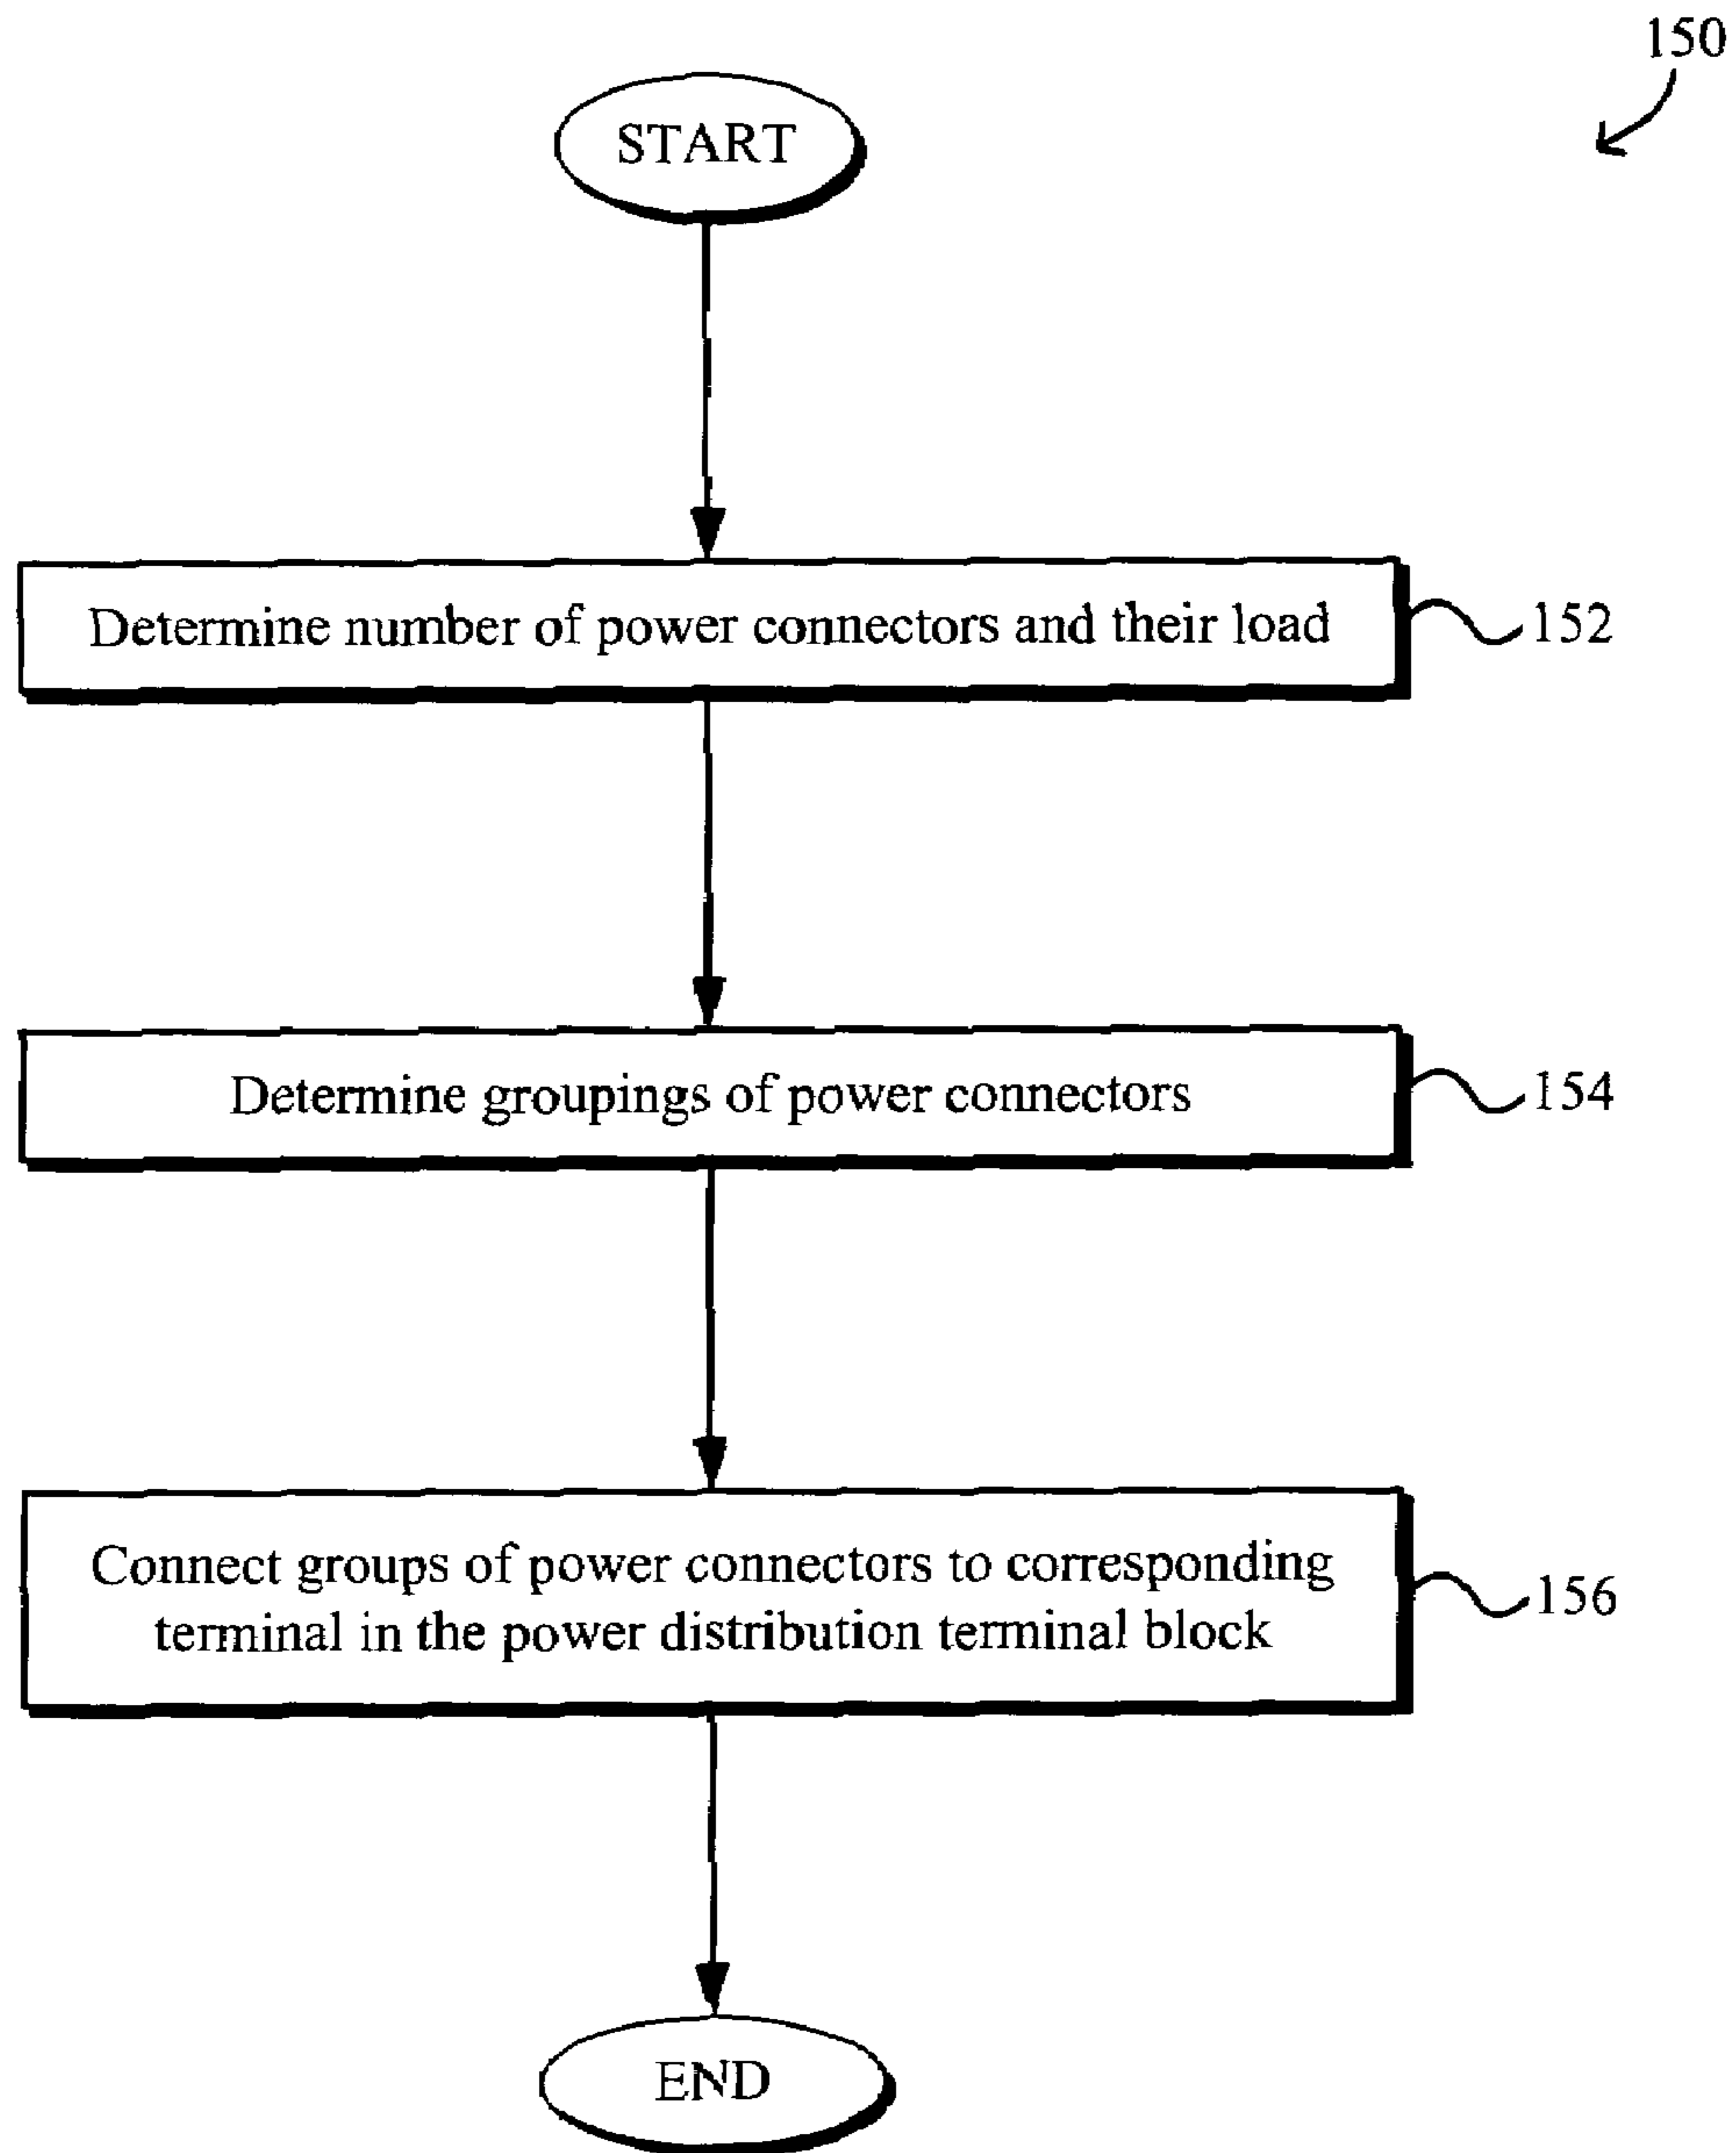 150
START
Determine number of power connectors and their load
152
Determine groupings of power connectors
154
Connect groups of power connectors to corresponding
terminal in the power distribution terminal block
156
END